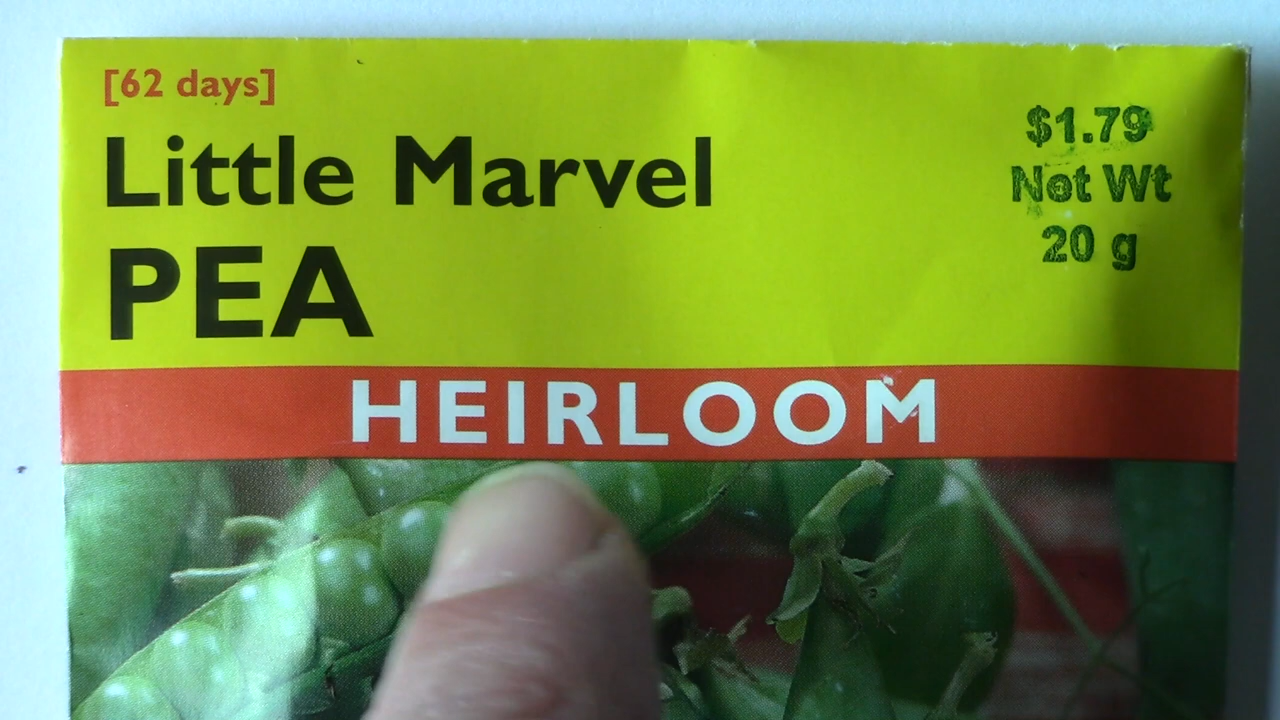 [62 days]
Little Marvel
PEA
$1.79
Net Wt
20 g
HEIRLOOM